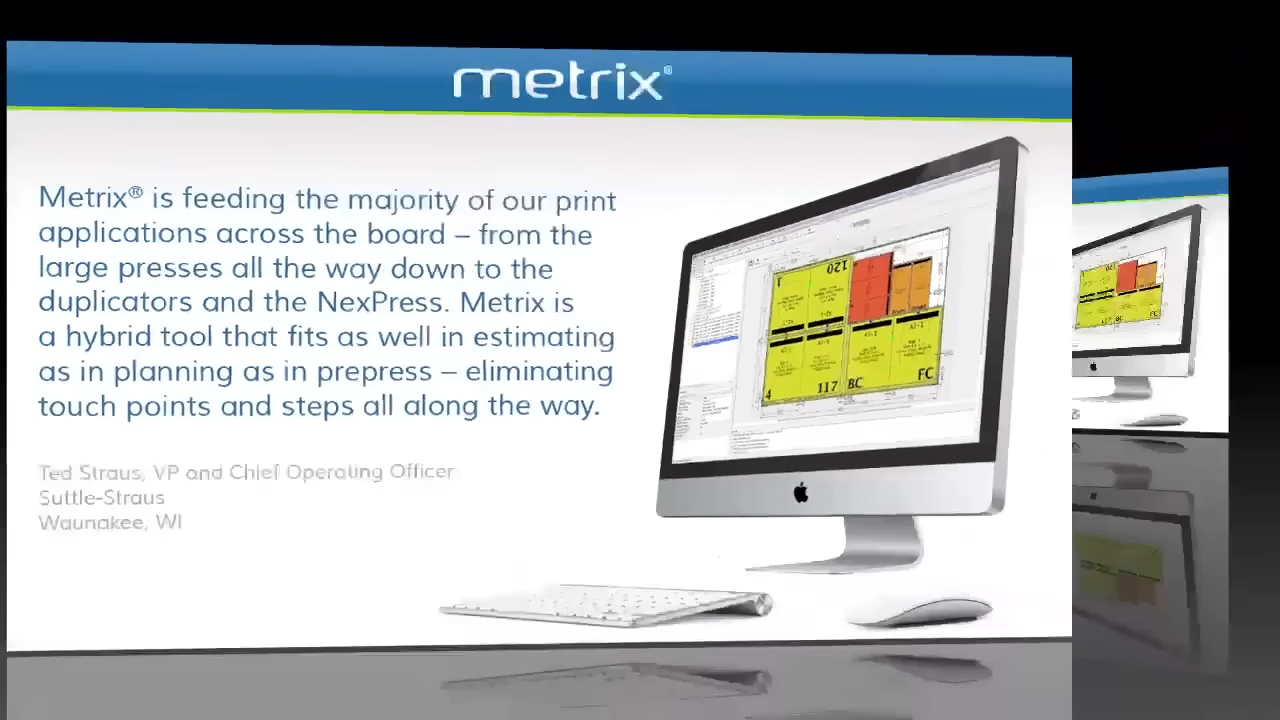 metrix®
Metrix® is feeding the majority of our print
applications across the board – from the
large presses all the way down to the
duplicators and the NexPress. Metrix is
a hybrid tool that fits as well in estimating
as in planning as in prepress – eliminating
touch points and steps all along the way.
Ted Straus, VP and Chief Operating Officer
Suttle-Straus
Waunakee, WI
1
120
4
117
BC
FC
BC
FC